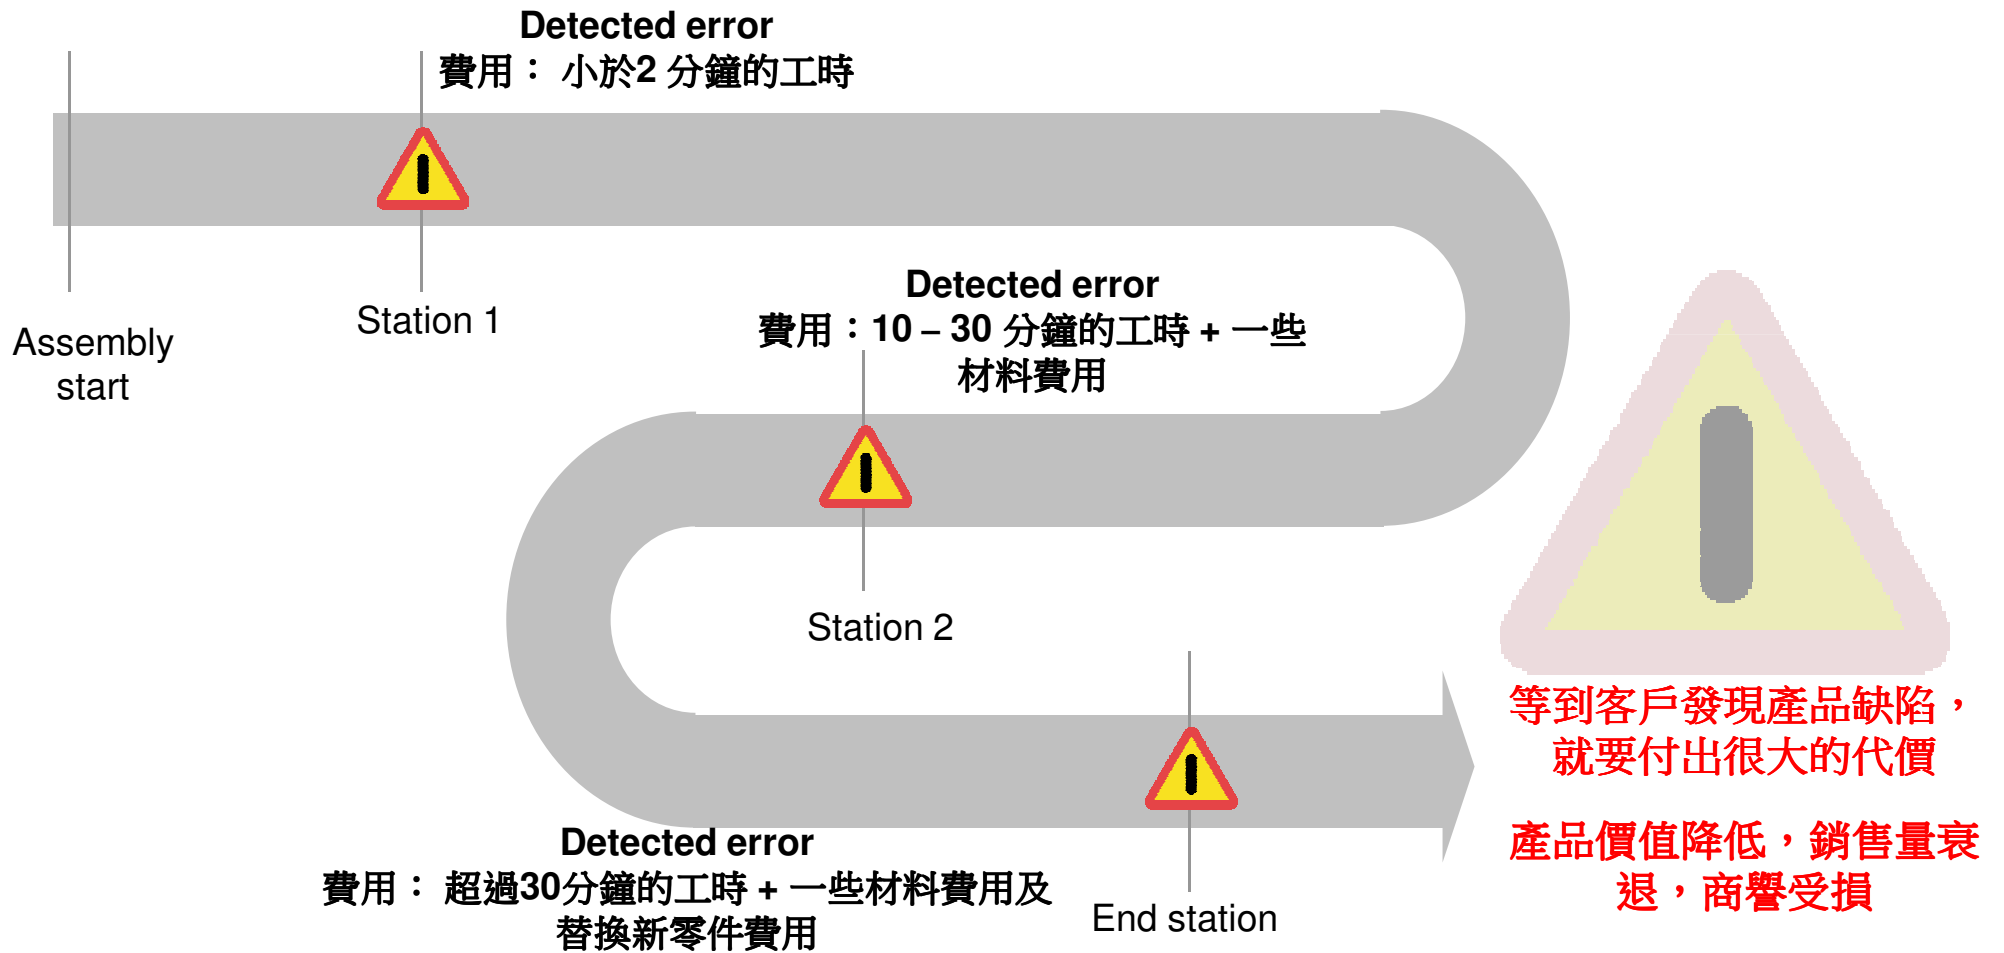 Detected error
費用： 小於2 分鐘的工時
Assembly
start
Station 1
Detected error
費用：10 – 30 分鐘的工時 + 一些
材料費用
Station 2
Detected error
費用： 超過30分鐘的工時 + 一些材料費用及
替換新零件費用
End station
等到客戶發現產品缺陷，
就要付出很大的代價
產品價值降低，銷售量衰
退，商譽受損